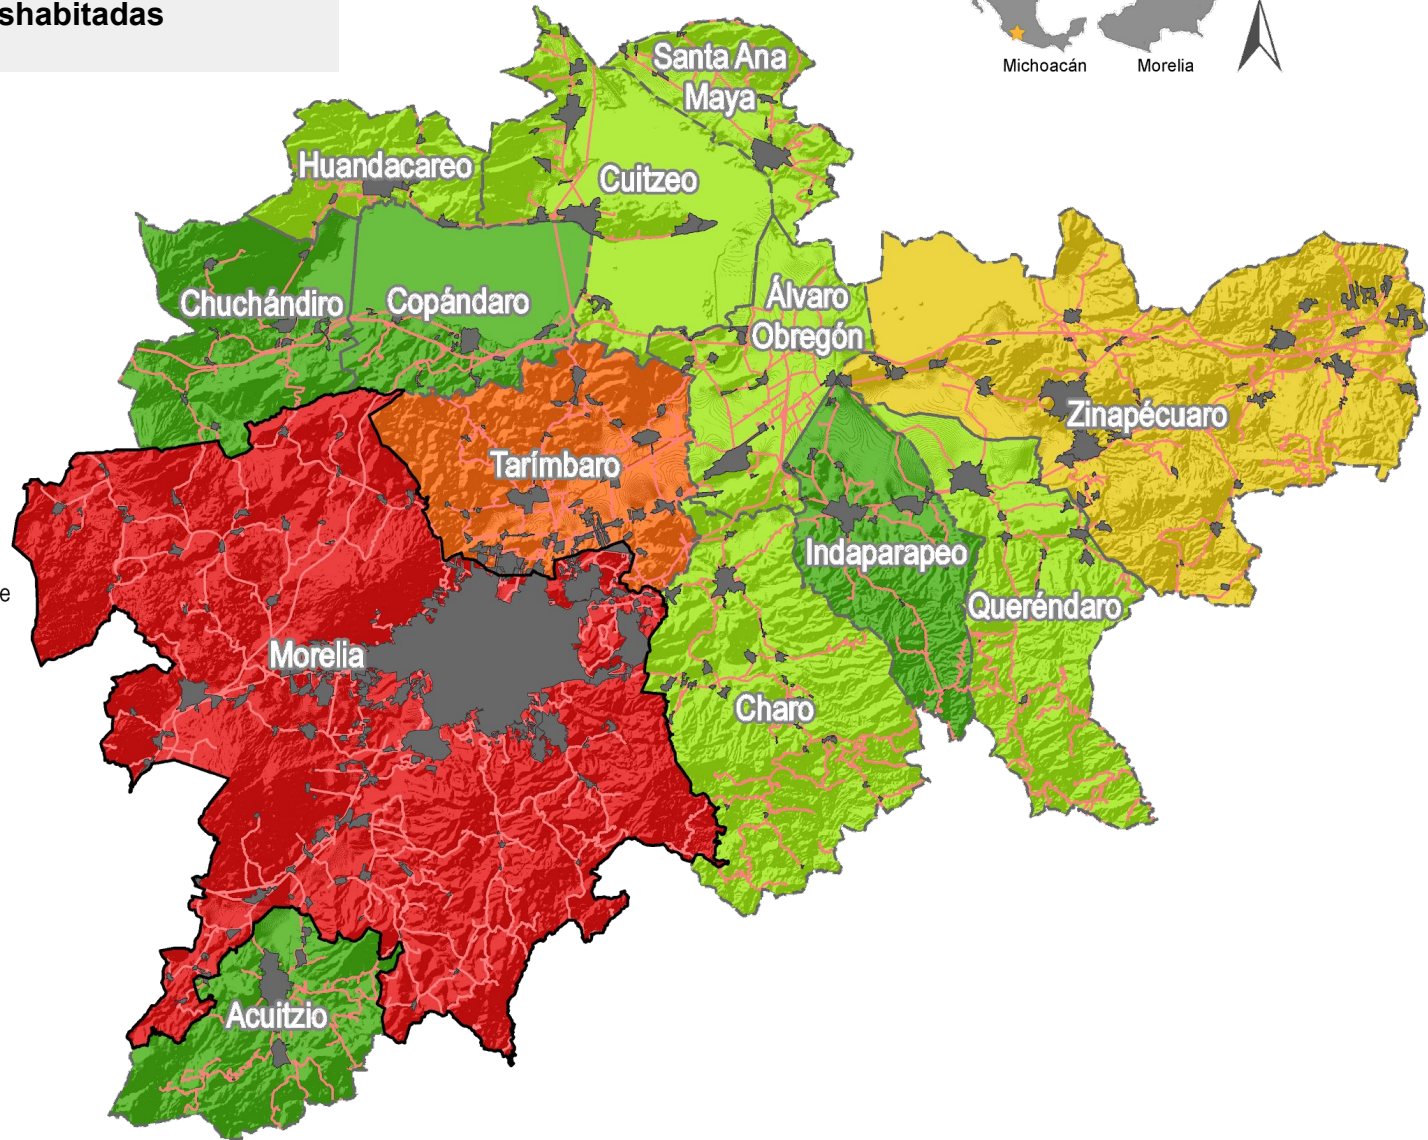 shabitadas
Michoacán
Morelia
Santa Ana
Maya
Huandacareo
Cuitzeo
Chuchándiro
Copándaro
Álvaro
Obregón
Zinapécuaro
Tarímbaro
Indaparapeo
Queréndaro
e
Morelia
Charo
Acuitzio